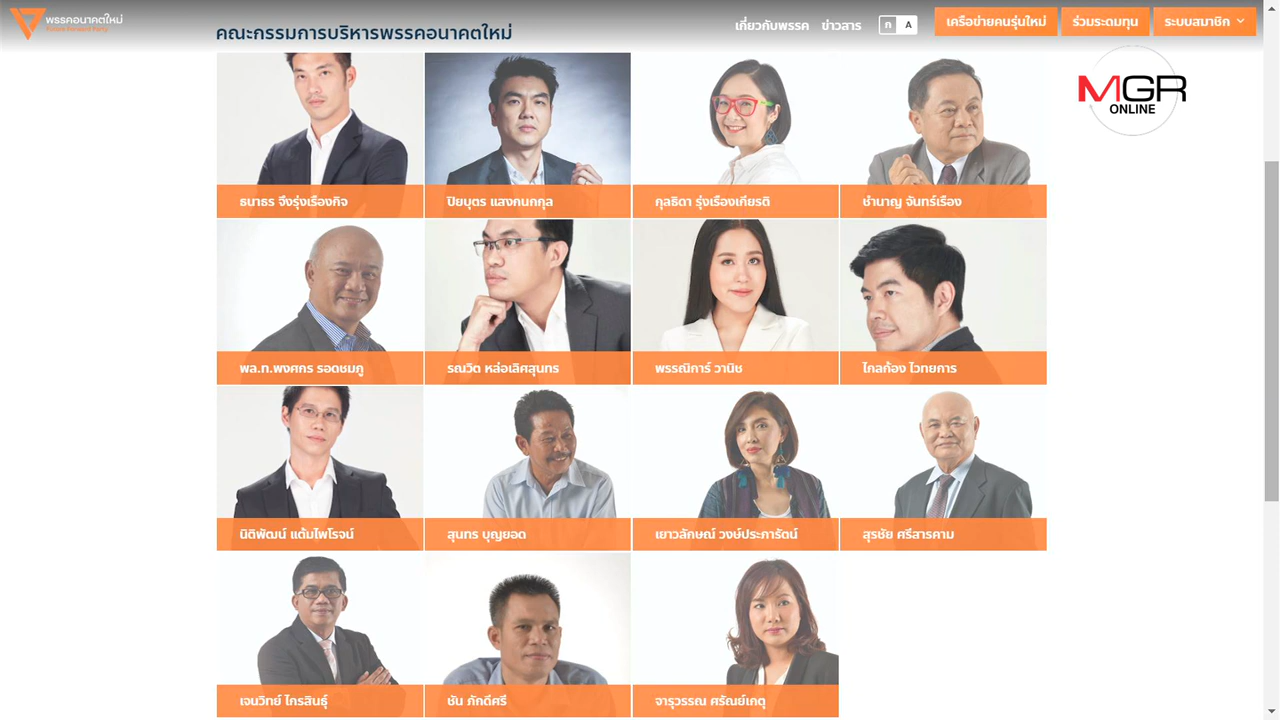 พรรคอนาคตใหม่
Future Forward Party
เกี่ยวกับพรรค ข่าวสาร ก A เครือข่ายคนรุ่นใหม่ ร่วมระดมทุน ระบบสมาชิก
คณะกรรมการบริหารพรรคอนาคตใหม่
MGR
ONLINE
ธนาธร จึงรุ่งเรืองกิจ
ปิยบุตร แสงกนกกุล
กุลธิดา รุ่งเรืองเกียรติ
ชำนาญ จันทร์เรือง
พล.ท.พงศกร รอดชมภู
รณวิต หล่อเลิศสุนทร
พรรณิการ์ วานิช
ไกลก้อง ไวทยการ
นิติพัฒน์ แต้มไพโรจน์
สุนทร บุญยอด
เยาวลักษณ์ วงษ์ประภารัตน์
สุรชัย ศรีสารคาม
เจนวิทย์ ไกรสินธุ์
ชัน ภักดีศรี
จารุวรรณ ศรัณย์เกตุ